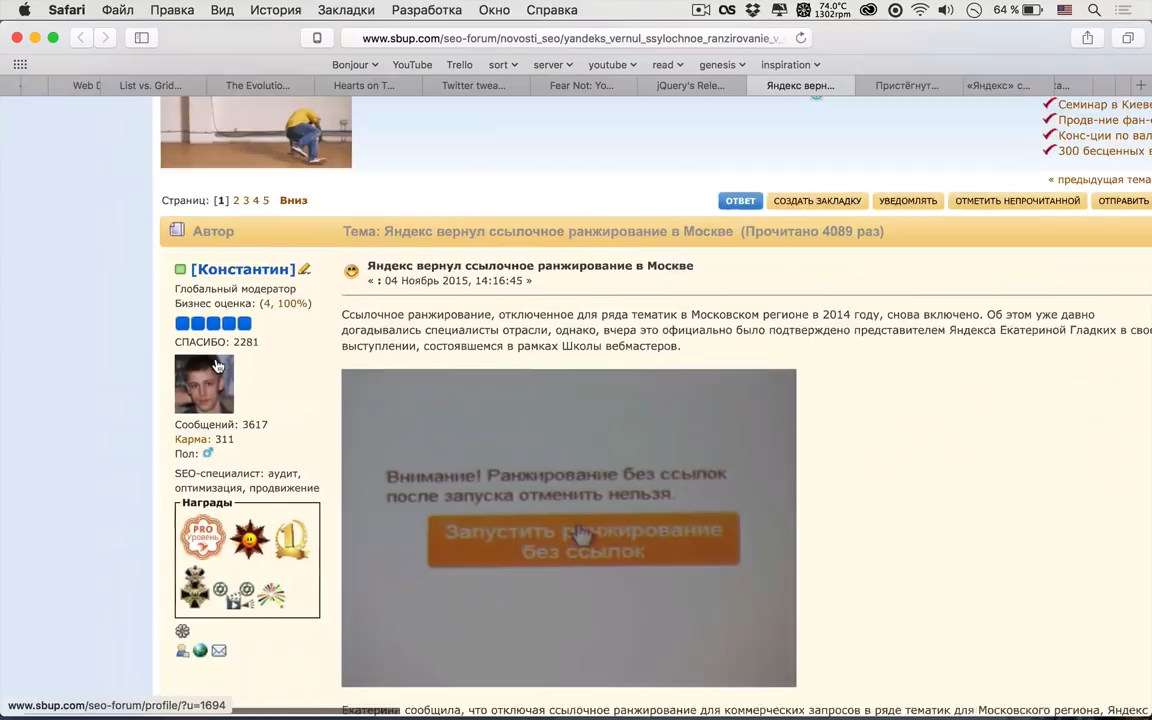 Safari Файл Правка Вид История Закладки Разработка Окно Справка 74.0°C 1302rpm 64 %
www.sbup.com/seo-forum/novosti_seo/yandeks_vernul_ssylochnoe_ranzirovanie_v_
Bonjour YouTube Trello sort server youtube read genesis inspiration
Web D List vs. Grid... The Evolutio... Hearts on T... Twitter twea... Fear Not: Yo... jQuery's Rele... Яндекс верн... Пристёгнут... «Яндекс» с... ка...
Семинар в Киеве
Продв-ние фан-
Конс-ции по вал
300 бесценных в
« предыдущая тема
Страниц: [1] 2 3 4 5 Вниз
ОТВЕТ СОЗДАТЬ ЗАКЛАДКУ УВЕДОМЛЯТЬ ОТМЕТИТЬ НЕПРОЧИТАННОЙ ОТПРАВИТЬ
Автор Тема: Яндекс вернул ссылочное ранжирование в Москве (Прочитано 4089 раз)
[Константин]
Глобальный модератор
Бизнес оценка: (4, 100%)
СПАСИБО: 2281
Сообщений: 3617
Карма: 311
Пол:
SEO-специалист: аудит,
оптимизация, продвижение
Награды
PRO
Уровень
1
Яндекс вернул ссылочное ранжирование в Москве
« : 04 Ноябрь 2015, 14:16:45 »
Ссылочное ранжирование, отключенное для ряда тематик в Московском регионе в 2014 году, снова включено. Об этом уже давно
догадывались специалисты отрасли, однако, вчера это официально было подтверждено представителем Яндекса Екатериной Гладких в свое
выступлении, состоявшемся в рамках Школы вебмастеров.
Внимание! Ранжирование без ссылок
после запуска отменить нельзя.
Запустить ранжирование
без ссылок
Екатерина сообщила, что отключая ссылочное ранжирование для коммерческих запросов в ряде тематик для Московского региона, Яндекс
www.sbup.com/seo-forum/profile/?u=1694